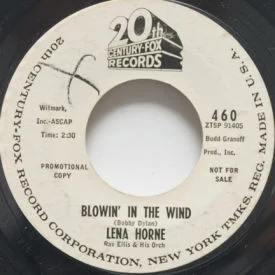 20th
CENTURY-FOX
RECORDS
Witmark,
Inc.-ASCAP
Time: 2:30
460
ZTSP 91405
Budd Granoff
Prod., Inc.
PROMOTIONAL
COPY
NOT FOR
SALE
BLOWIN' IN THE WIND
(Bobby Dylan)
LENA HORNE
Ray Ellis & His Orch
20th CENTURY-FOX RECORD CORPORATION, NEW YORK TMKS. REG. MADE IN U.S.A.